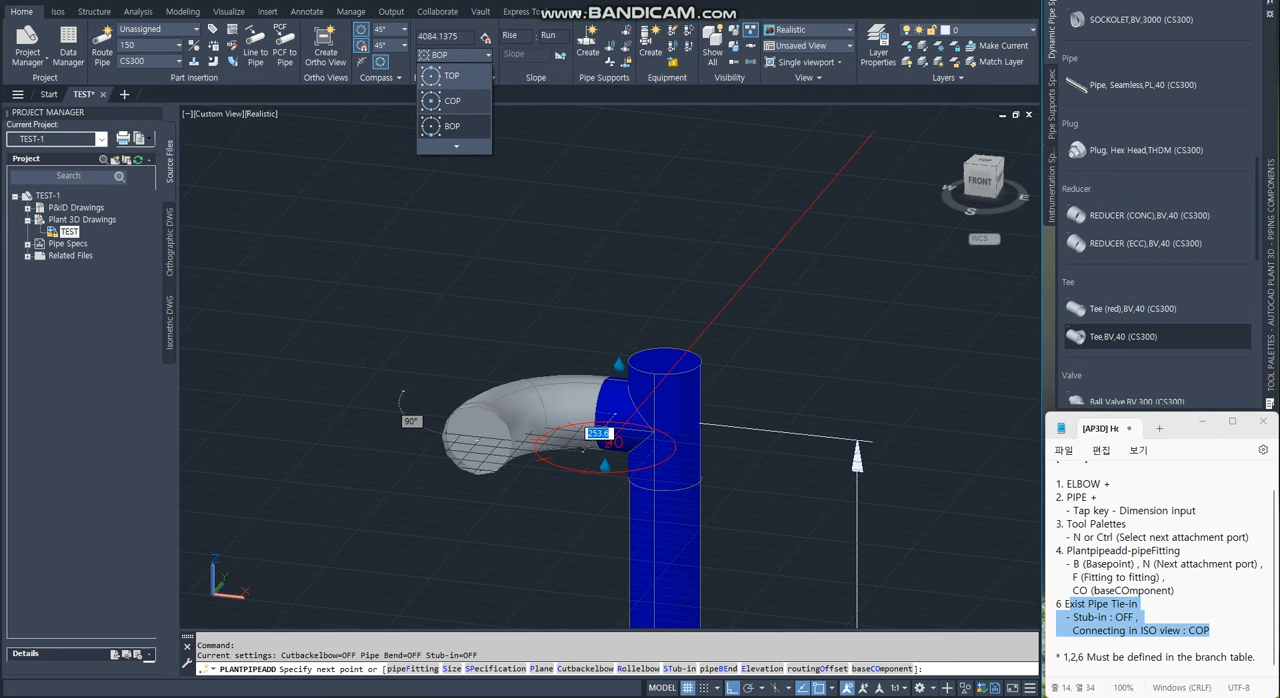 www.BANDICAM.com
Home Isos Structure Analysis Modeling Visualize Insert Annotate Manage Output Collaborate Vault Express To
Project Manager
Data Manager
Project
Route Pipe
Unassigned
150
CS300
Line to Pipe
PCF to Pipe
Part Insertion
Create Ortho View
Ortho Views
45°
45°
Compass
4084.1375
BOP
TOP
COP
BOP
Rise Run
Slope
Slope
Create
Pipe Supports
Create
Equipment
Show All
Visibility
Realistic
Unsaved View
Single viewport
View
Layer Properties
0
Make Current
Match Layer
Layers
Start TEST*
PROJECT MANAGER
Current Project:
TEST-1
Project
Search
TEST-1
P&ID Drawings
Plant 3D Drawings
TEST
Pipe Specs
Related Files
Details
Source Files
Orthographic DWG
Isometric DWG
[−][Custom View][Realistic]
TOP
FRONT
W
S
E
WCS
90°
253.6
90
Z
Y
X
Command:
Current settings: Cutbackelbow=OFF Pipe Bend=OFF Stub-in=OFF
PLANTPIPEADD Specify next point or [pipeFitting Size SPecification Plane Cutbackelbow Rollelbow STub-in pipeBEnd Elevation routingOffset baseCOmponent]:
MODEL
1:1
Dynamic Pipe Spec
Pipe Supports Spec
Instrumentation Sp...
TOOL PALETTES - AUTOCAD PLANT 3D - PIPING COMPONENTS
SOCKOLET,BV,3000 (CS300)
Pipe
Pipe, Seamless,PL,40 (CS300)
Plug
Plug, Hex Head,THDM (CS300)
Reducer
REDUCER (CONC),BV,40 (CS300)
REDUCER (ECC),BV,40 (CS300)
Tee
Tee (red),BV,40 (CS300)
Tee,BV,40 (CS300)
Valve
Ball Valve,BV,300 (CS300)
[AP3D] Ho
파일 편집 보기
1. ELBOW +
2. PIPE +
- Tap key - Dimension input
3. Tool Palettes
- N or Ctrl (Select next attachment port)
4. Plantpipeadd-pipeFitting
- B (Basepoint) , N (Next attachment port) ,
F (Fitting to fitting) ,
CO (baseCOmponent)
6 Exist Pipe Tie-in
- Stub-in : OFF ,
Connecting in ISO view : COP
* 1,2,6 Must be defined in the branch table.
줄 14, 열 34 100% Windows (CRLF) UTF-8